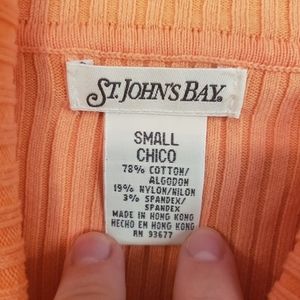 ST. JOHN'S BAY®
SMALL
CHICO
78% COTTON/
ALGODON
19% NYLON/NILON
3% SPANDEX/
SPANDEX
MADE IN HONG KONG
HECHO EN HONG KONG
RN 93677